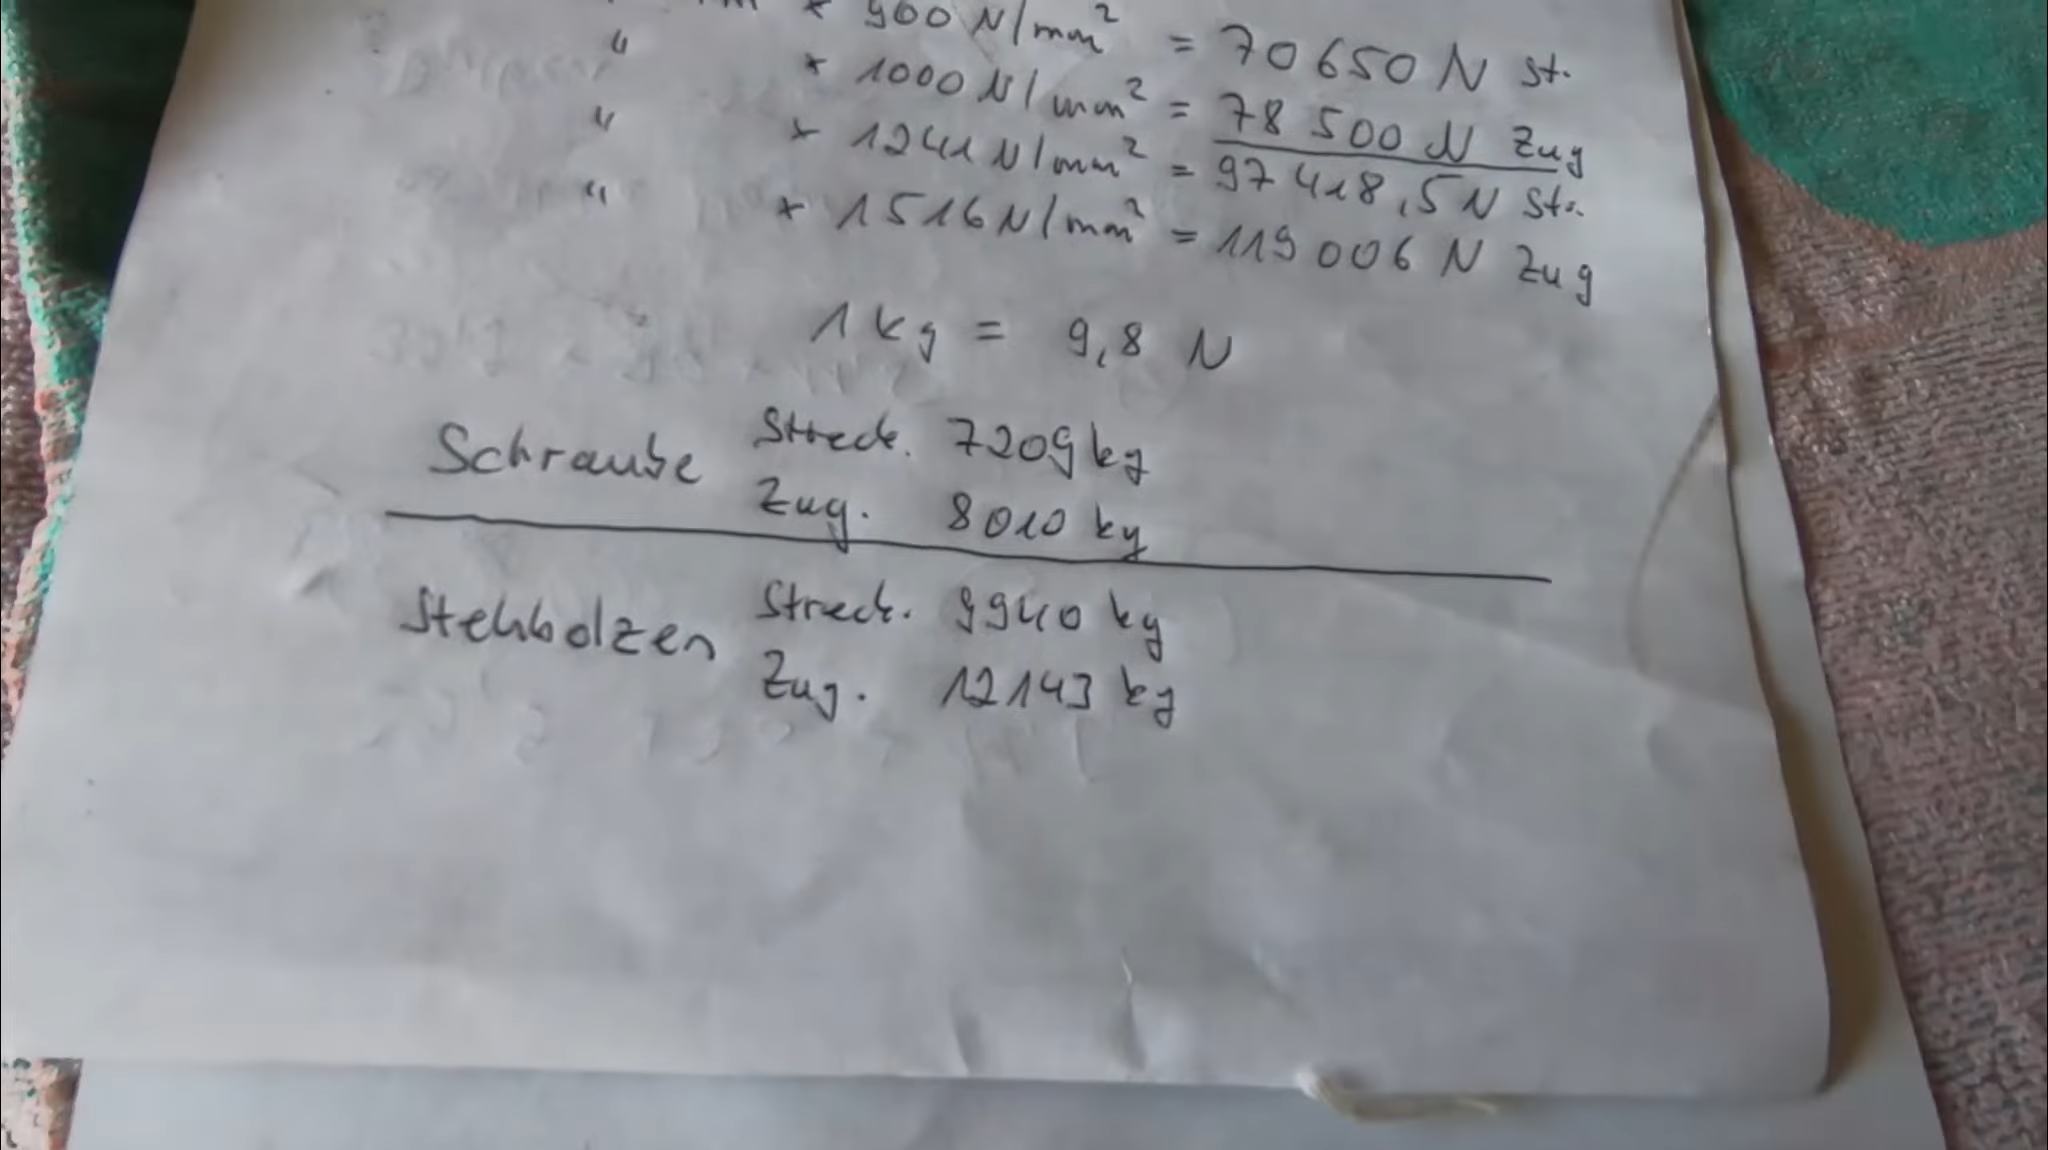 * 900 N/mm² = 70650 N St.
" * 1000 N/mm² = 78 500 N Zug
" * 1241 N/mm² = 97 418,5 N Str.
" * 1516 N/mm² = 119 006 N Zug
1 kg = 9,8 N
Schraube Streck. 7209 kg
Zug. 8010 kg
Stehbolzen Streck. 9940 kg
Zug. 12143 kg